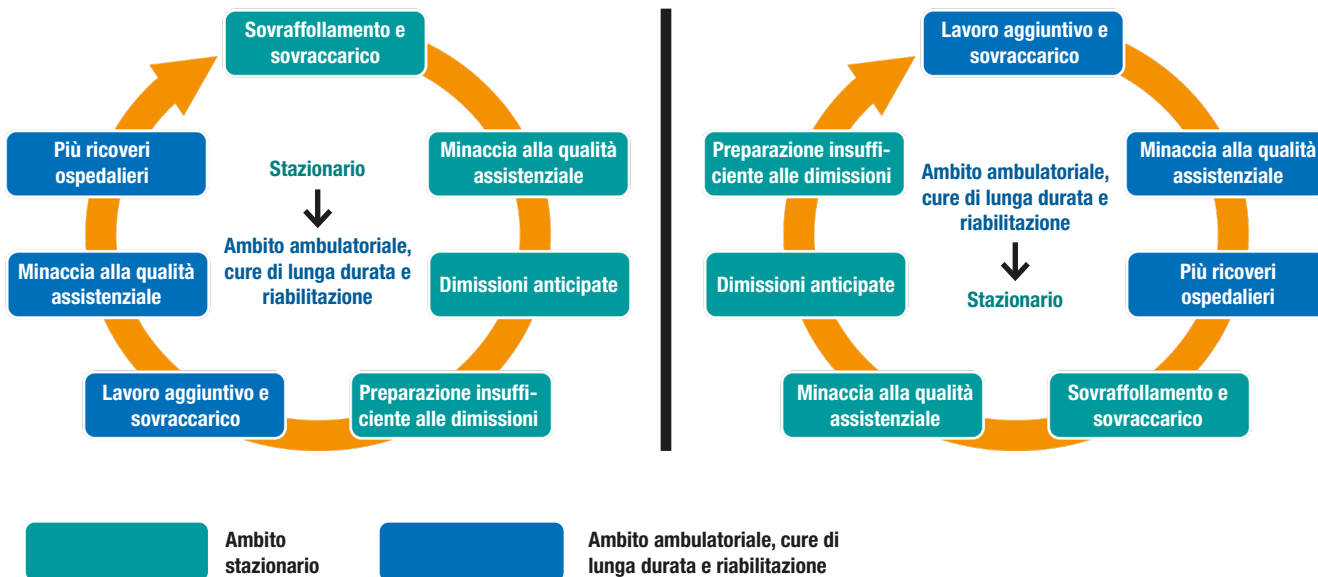 Sovraffollamento e
sovraccarico
Minaccia alla qualità
assistenziale
Dimissioni anticipate
Preparazione insuffi-
ciente alle dimissioni
Lavoro aggiuntivo e
sovraccarico
Minaccia alla qualità
assistenziale
Più ricoveri
ospedalieri
Stazionario
Ambito ambulatoriale,
cure di lunga durata e
riabilitazione
Lavoro aggiuntivo e
sovraccarico
Minaccia alla qualità
assistenziale
Più ricoveri
ospedalieri
Sovraffollamento e
sovraccarico
Minaccia alla qualità
assistenziale
Dimissioni anticipate
Preparazione insuffi-
ciente alle dimissioni
Ambito ambulatoriale,
cure di lunga durata e
riabilitazione
Stazionario
Ambito
stazionario
Ambito ambulatoriale, cure di
lunga durata e riabilitazione